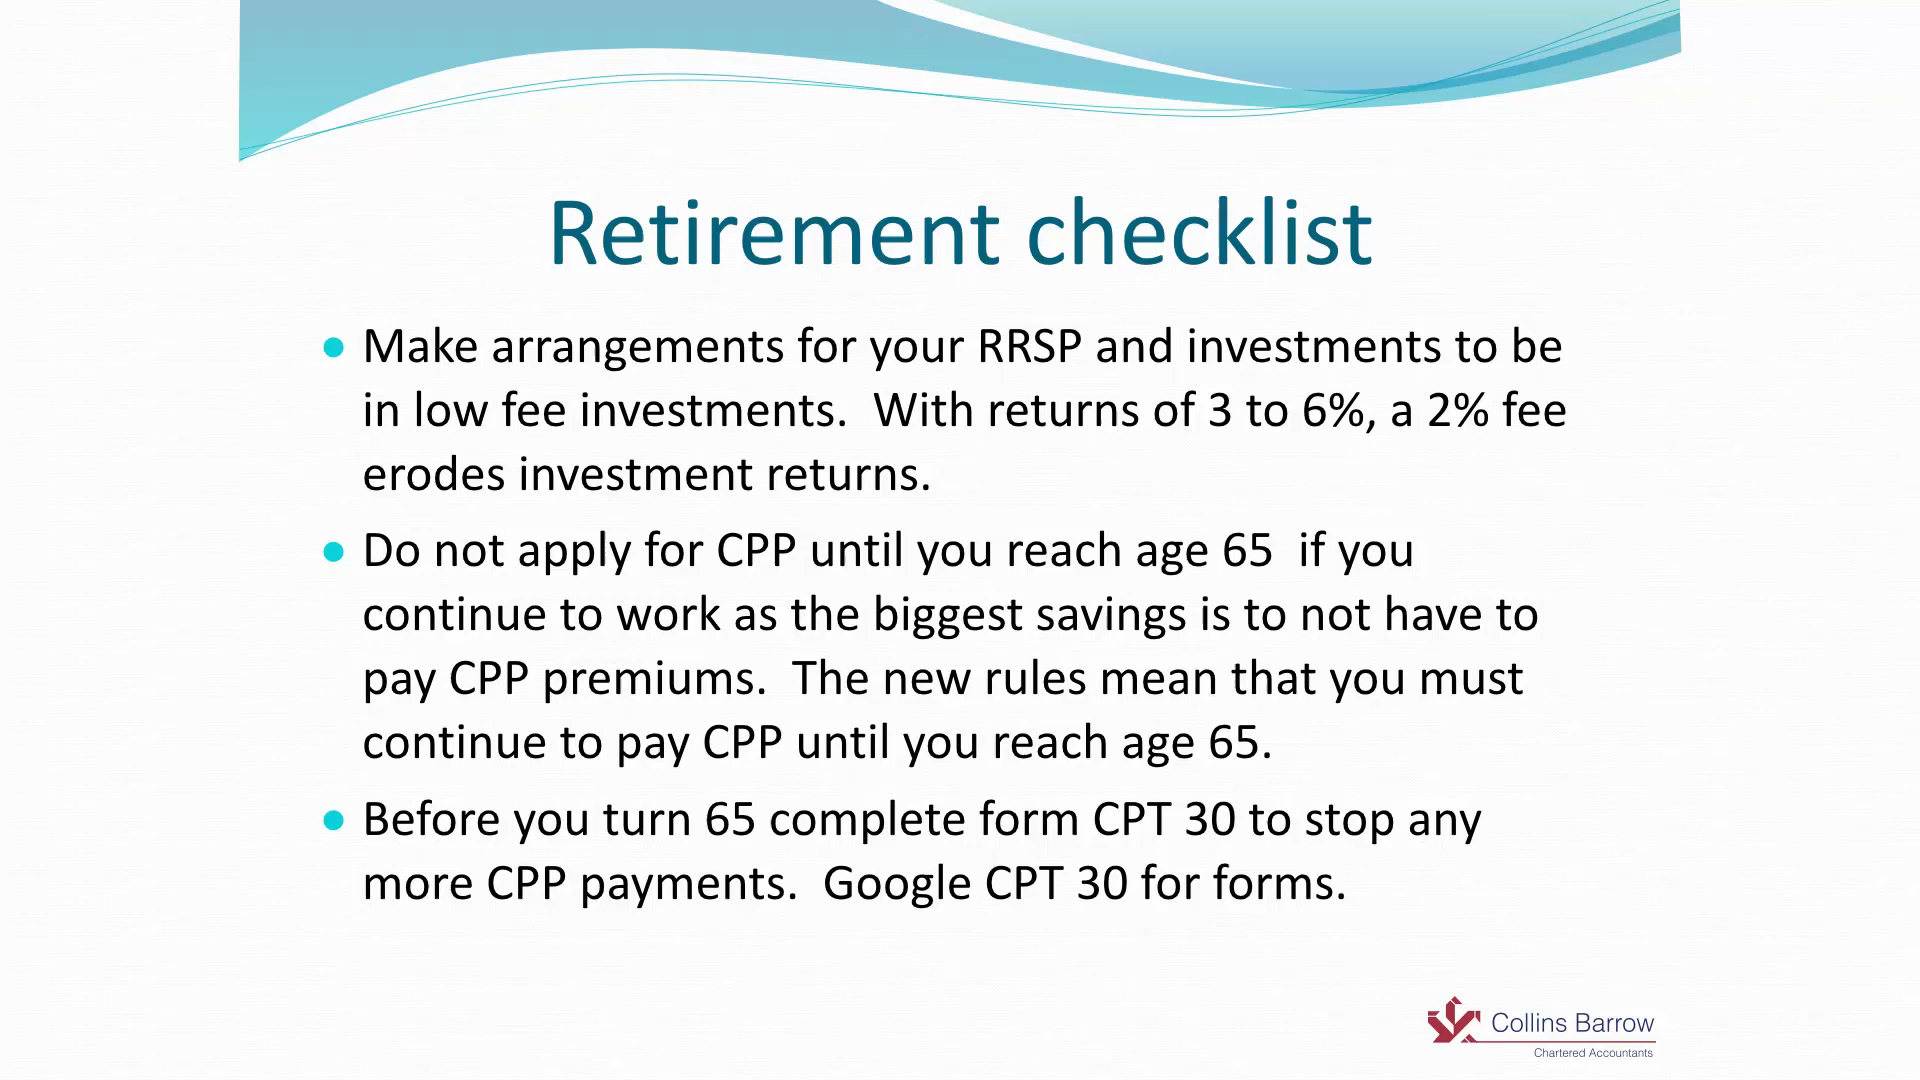 Retirement checklist
Make arrangements for your RRSP and investments to be
in low fee investments.  With returns of 3 to 6%, a 2% fee
erodes investment returns.
Do not apply for CPP until you reach age 65  if you
continue to work as the biggest savings is to not have to
pay CPP premiums.  The new rules mean that you must
continue to pay CPP until you reach age 65.
Before you turn 65 complete form CPT 30 to stop any
more CPP payments.  Google CPT 30 for forms.
Collins Barrow
Chartered Accountants